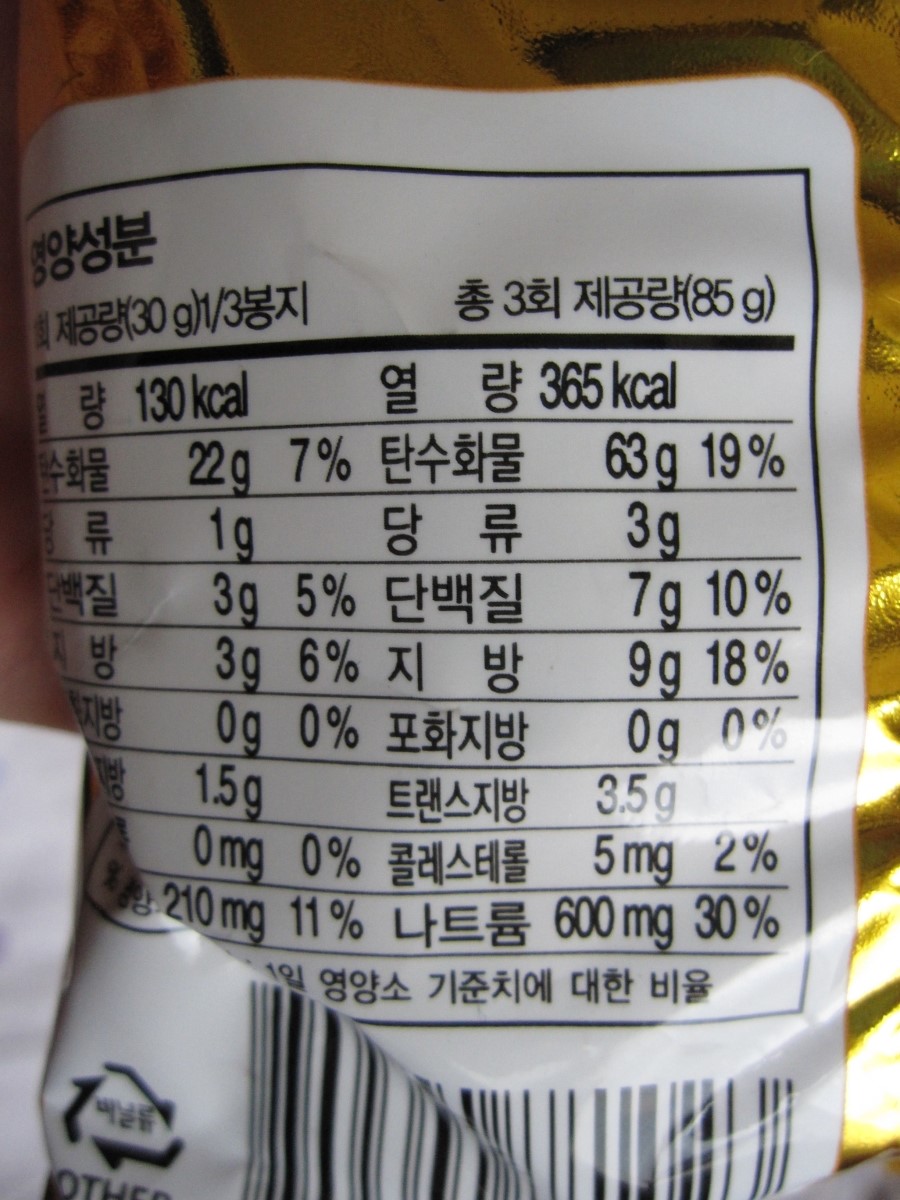 영양성분
회 제공량(30 g)1/3봉지 총 3회 제공량(85 g)
량 130 kcal 열 량 365 kcal
탄수화물 22 g 7% 탄수화물 63 g 19%
류 1 g 당 류 3 g
단백질 3 g 5% 단백질 7 g 10%
지 방 3 g 6% 지 방 9 g 18%
지방 0 g 0% 포화지방 0 g 0%
지방 1.5 g 트랜스지방 3.5 g
0 mg 0% 콜레스테롤 5 mg 2%
210 mg 11% 나트륨 600 mg 30%
1일 영양소 기준치에 대한 비율
비닐류
OTHER